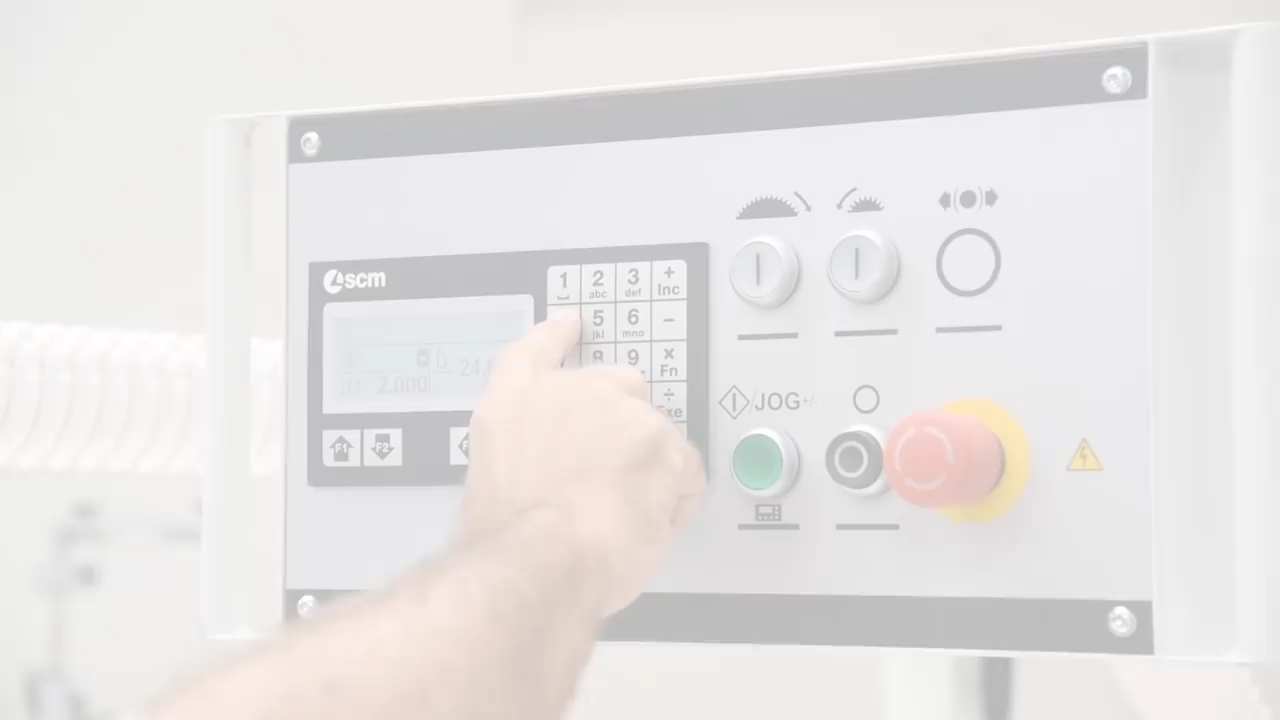 scm
1 2 3 +
abc def Inc
5 6 −
jkl mno
8 9 ×
Fn
÷
Exe
2.000
24.
F1 F2
/JOG+/-